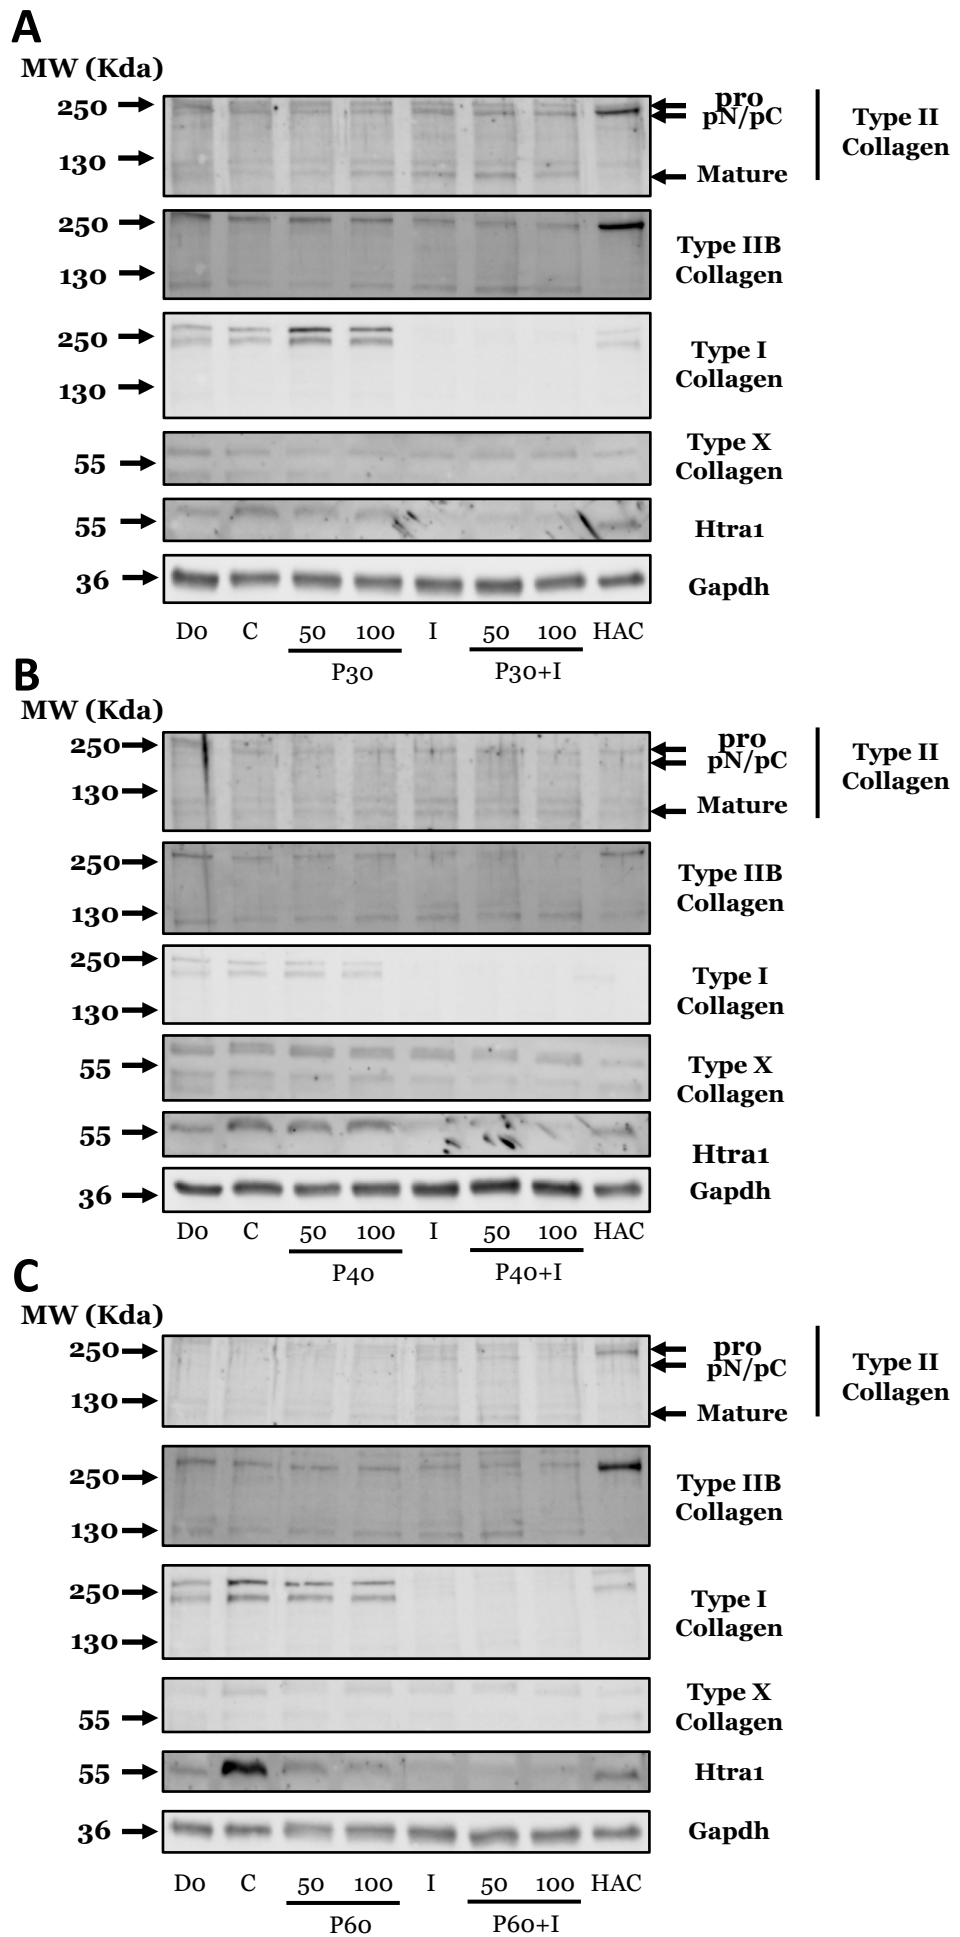 A
MW (Kda)
250
pro
pN/pC
130
Mature
Type II
Collagen
250
130
Type IIB
Collagen
250
130
Type I
Collagen
55
Type X
Collagen
55
Htra1
36
Gapdh
D0 C 50 100 I 50 100 HAC
P30 P30+I
B
MW (Kda)
250
pro
pN/pC
130
Mature
Type II
Collagen
250
130
Type IIB
Collagen
250
130
Type I
Collagen
55
Type X
Collagen
55
Htra1
36
Gapdh
D0 C 50 100 I 50 100 HAC
P40 P40+I
C
MW (Kda)
250
pro
pN/pC
130
Mature
Type II
Collagen
250
130
Type IIB
Collagen
250
130
Type I
Collagen
55
Type X
Collagen
55
Htra1
36
Gapdh
D0 C 50 100 I 50 100 HAC
P60 P60+I